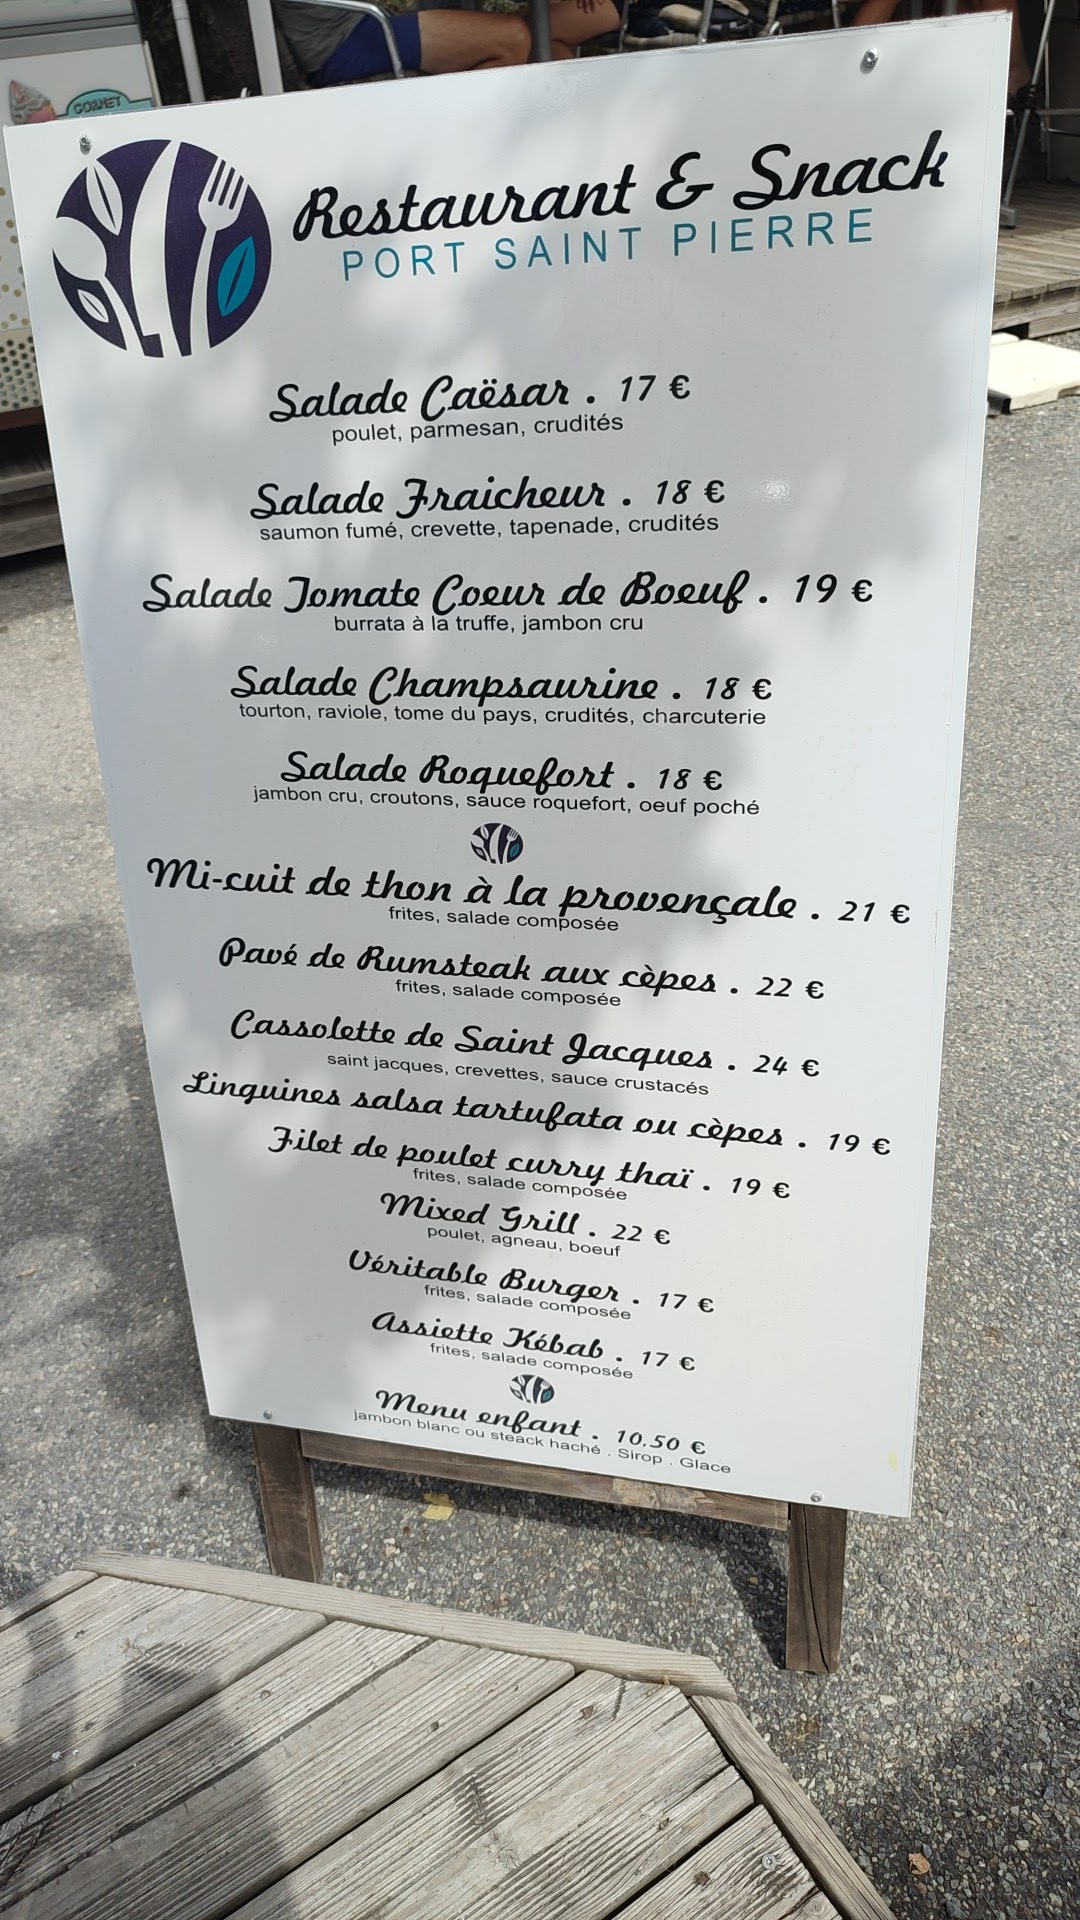 CORNET
Restaurant & Snack
PORT SAINT PIERRE
Salade Caësar . 17 €
poulet, parmesan, crudités
Salade Fraicheur . 18 €
saumon fumé, crevette, tapenade, crudités
Salade Tomate Coeur de Boeuf . 19 €
burrata à la truffe, jambon cru
Salade Champsaurine . 18 €
tourton, raviole, tome du pays, crudités, charcuterie
Salade Roquefort . 18 €
jambon cru, croutons, sauce roquefort, oeuf poché
Mi-cuit de thon à la provençale . 21 €
frites, salade composée
Pavé de Rumsteak aux cèpes . 22 €
frites, salade composée
Cassolette de Saint Jacques . 24 €
saint jacques, crevettes, sauce crustacés
Linguines salsa tartufata ou cèpes . 19 €
Filet de poulet curry thaï . 19 €
frites, salade composée
Mixed Grill . 22 €
poulet, agneau, boeuf
Véritable Burger . 17 €
frites, salade composée
Assiette Kébab . 17 €
frites, salade composée
Menu enfant . 10.50 €
jambon blanc ou steack haché . Sirop . Glace